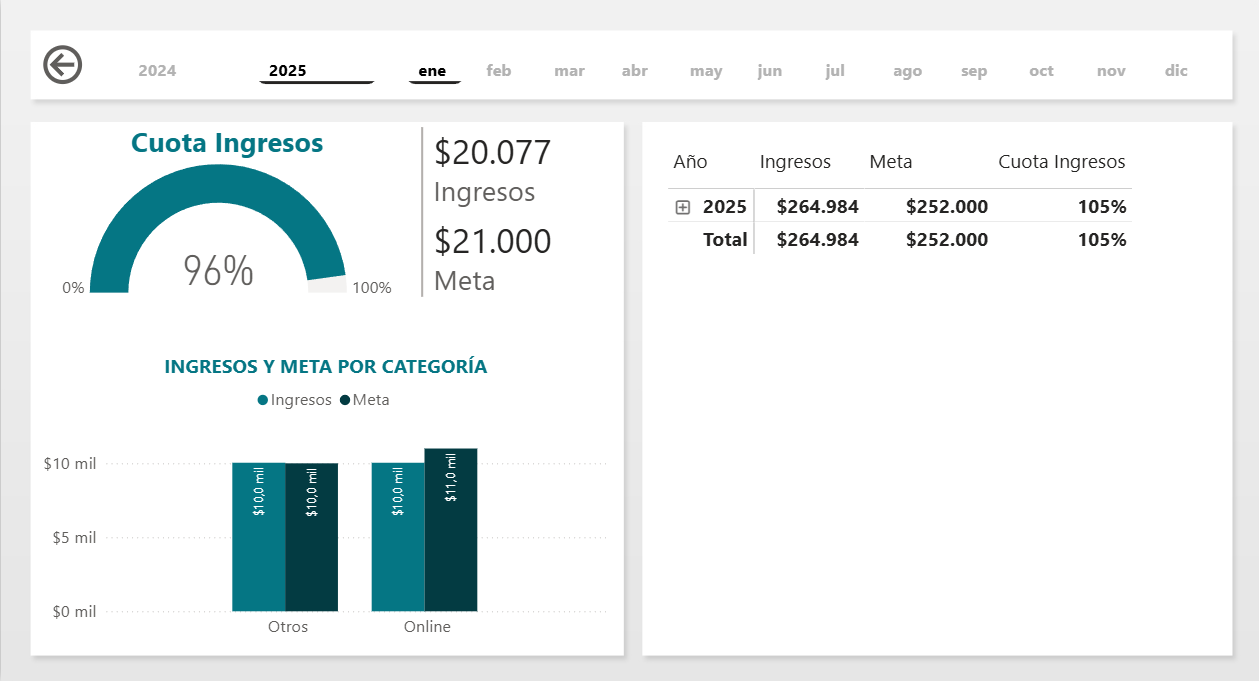 2024 2025 ene feb mar abr may jun jul ago sep oct nov dic
Cuota Ingresos
96%
0% 100%
$20.077
Ingresos
$21.000
Meta
INGRESOS Y META POR CATEGORÍA
Ingresos Meta
$10 mil
$5 mil
$0 mil
$10,0 mil $10,0 mil $10,0 mil $11,0 mil
Otros Online
Año Ingresos Meta Cuota Ingresos
2025 $264.984 $252.000 105%
Total $264.984 $252.000 105%